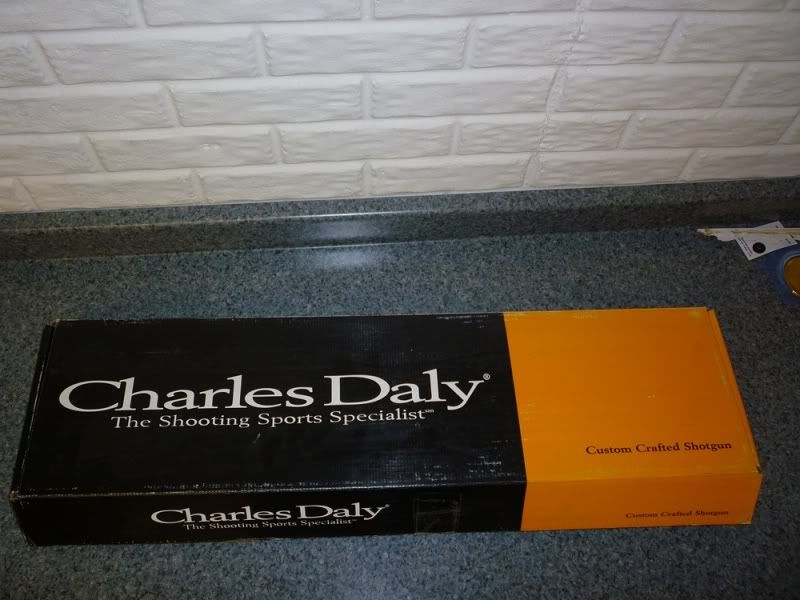 Charles Daly®
The Shooting Sports Specialist℠
Custom Crafted Shotgun
Charles Daly®
The Shooting Sports Specialist℠
Custom Crafted Shotgun